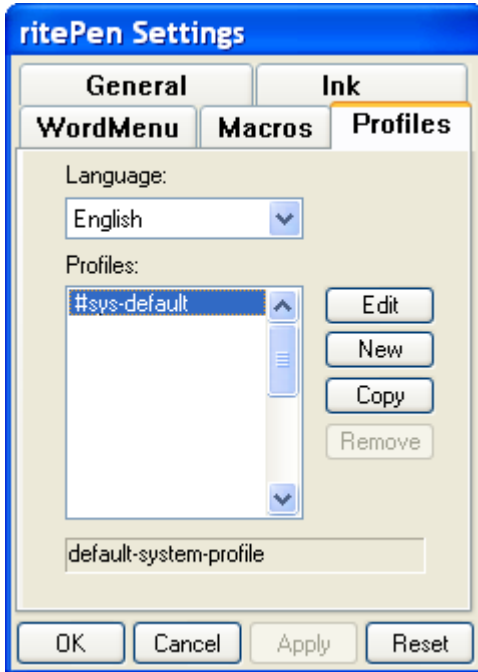 ritePen Settings
General Ink
WordMenu Macros Profiles
Language:
English
Profiles:
#sys-default
Edit
New
Copy
Remove
default-system-profile
OK Cancel Apply Reset